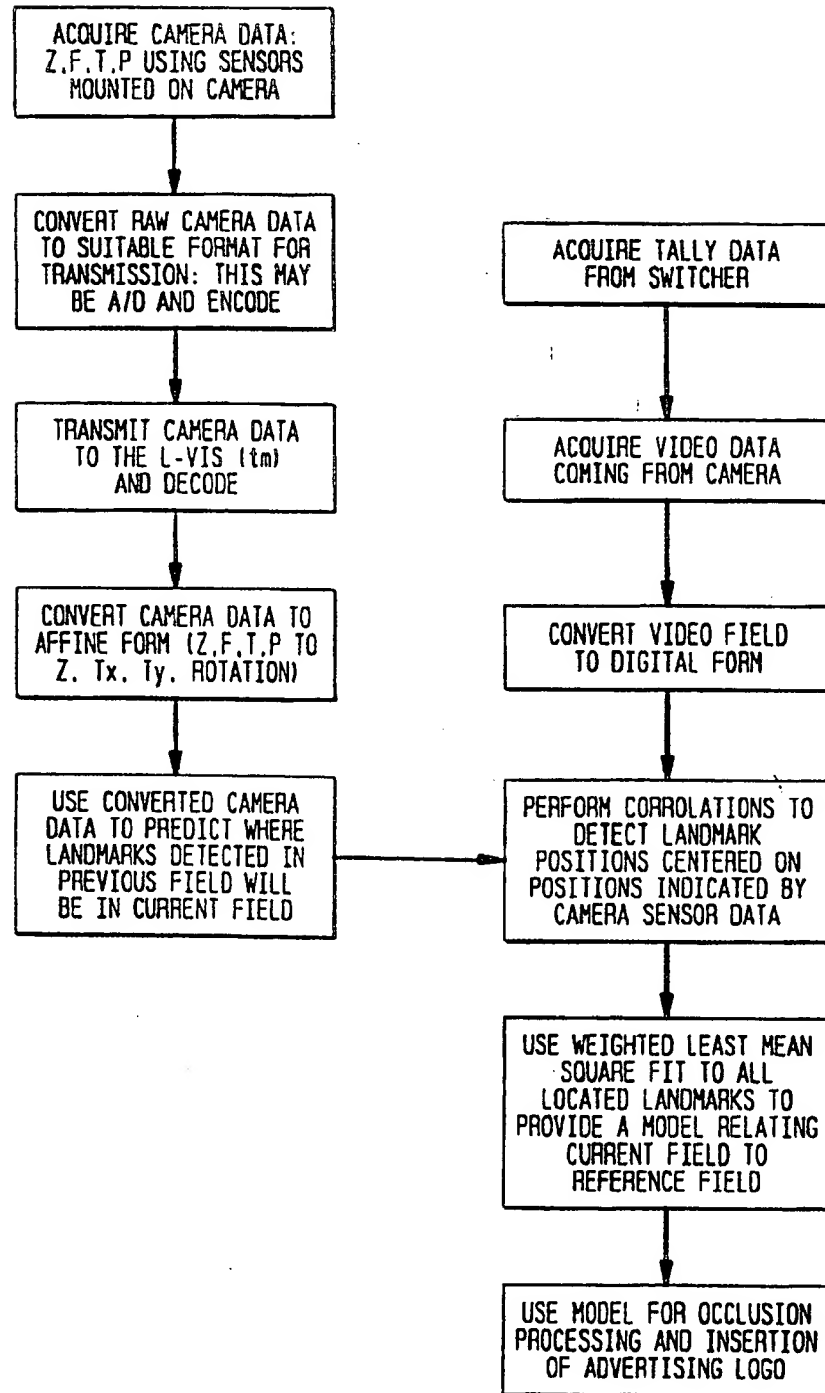 ACQUIRE CAMERA DATA:
Z,F,T,P USING SENSORS
MOUNTED ON CAMERA
CONVERT RAW CAMERA DATA
TO SUITABLE FORMAT FOR
TRANSMISSION: THIS MAY
BE A/D AND ENCODE
TRANSMIT CAMERA DATA
TO THE L-VIS (tm)
AND DECODE
CONVERT CAMERA DATA TO
AFFINE FORM (Z,F,T,P TO
Z, Tx, Ty, ROTATION)
USE CONVERTED CAMERA
DATA TO PREDICT WHERE
LANDMARKS DETECTED IN
PREVIOUS FIELD WILL
BE IN CURRENT FIELD
ACQUIRE TALLY DATA
FROM SWITCHER
ACQUIRE VIDEO DATA
COMING FROM CAMERA
CONVERT VIDEO FIELD
TO DIGITAL FORM
PERFORM CORROLATIONS TO
DETECT LANDMARK
POSITIONS CENTERED ON
POSITIONS INDICATED BY
CAMERA SENSOR DATA
USE WEIGHTED LEAST MEAN
SQUARE FIT TO ALL
LOCATED LANDMARKS TO
PROVIDE A MODEL RELATING
CURRENT FIELD TO
REFERENCE FIELD
USE MODEL FOR OCCLUSION
PROCESSING AND INSERTION
OF ADVERTISING LOGO